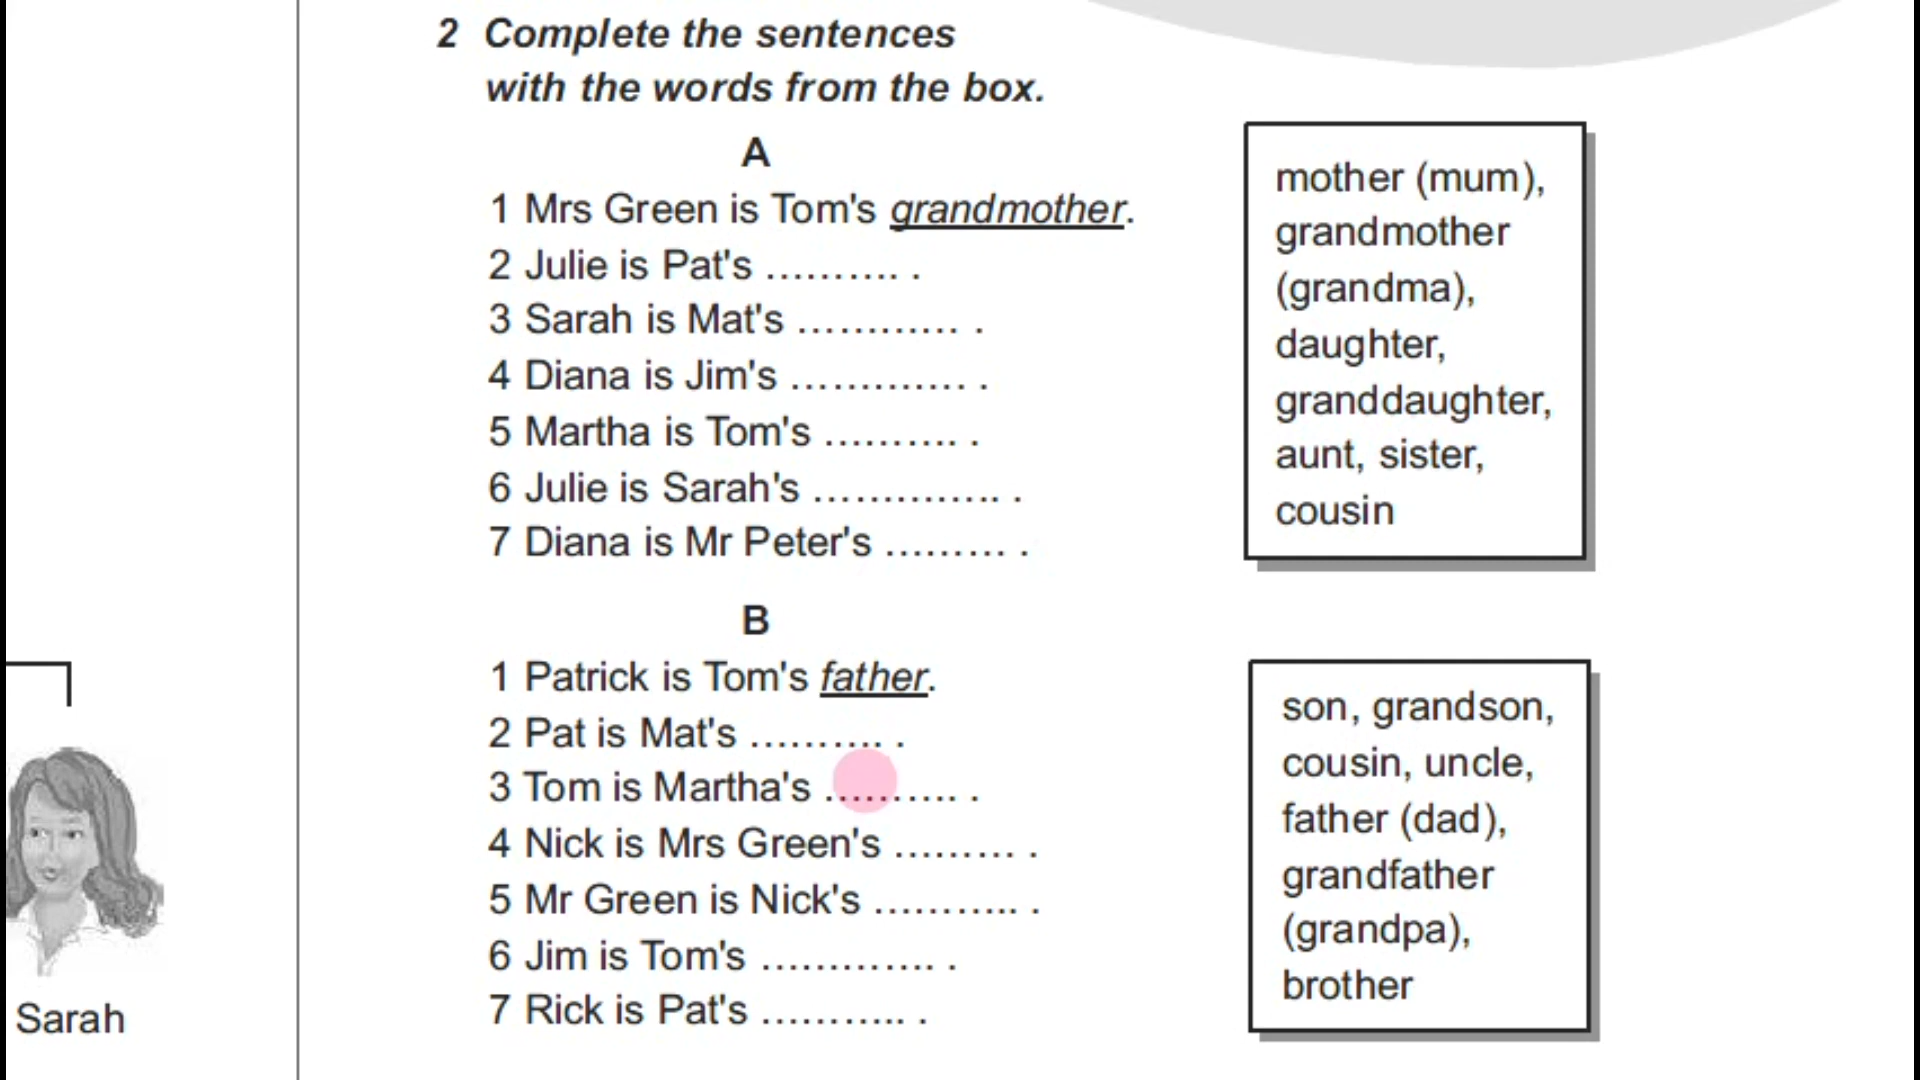 2 Complete the sentences
with the words from the box.
A
1 Mrs Green is Tom's grandmother.
2 Julie is Pat's .......... .
3 Sarah is Mat's ............ .
4 Diana is Jim's ............. .
5 Martha is Tom's .......... .
6 Julie is Sarah's .............. .
7 Diana is Mr Peter's ......... .
mother (mum),
grandmother
(grandma),
daughter,
granddaughter,
aunt, sister,
cousin
B
1 Patrick is Tom's father.
2 Pat is Mat's .......... .
3 Tom is Martha's .......... .
4 Nick is Mrs Green's ......... .
5 Mr Green is Nick's ........... .
6 Jim is Tom's ............. .
7 Rick is Pat's ........... .
son, grandson,
cousin, uncle,
father (dad),
grandfather
(grandpa),
brother
Sarah